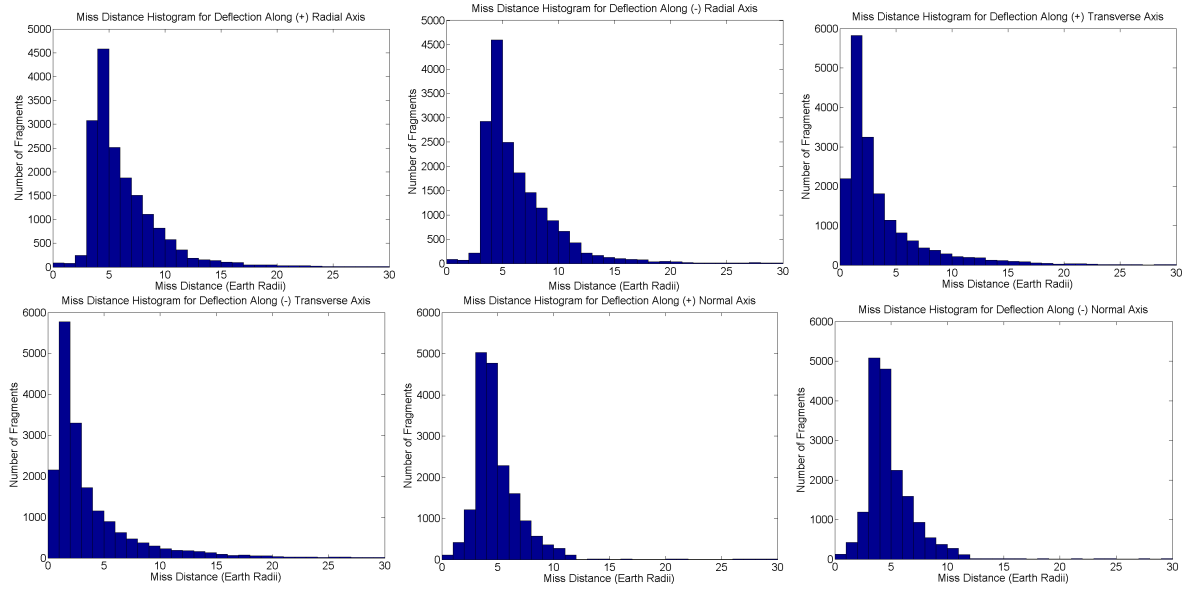 Miss Distance Histogram for Deflection Along (+) Radial Axis
Number of Fragments
5000
4500
4000
3500
3000
2500
2000
1500
1000
500
0
0 5 10 15 20 25 30
Miss Distance (Earth Radii)
Miss Distance Histogram for Deflection Along (-) Radial Axis
Number of Fragments
5000
4500
4000
3500
3000
2500
2000
1500
1000
500
0
0 5 10 15 20 25 30
Miss Distance (Earth Radii)
Miss Distance Histogram for Deflection Along (+) Transverse Axis
Number of Fragments
6000
5000
4000
3000
2000
1000
0
0 5 10 15 20 25 30
Miss Distance (Earth Radii)
Miss Distance Histogram for Deflection Along (-) Transverse Axis
Number of Fragments
6000
5000
4000
3000
2000
1000
0
0 5 10 15 20 25 30
Miss Distance (Earth Radii)
Miss Distance Histogram for Deflection Along (+) Normal Axis
Number of Fragments
6000
5000
4000
3000
2000
1000
0
0 5 10 15 20 25 30
Miss Distance (Earth Radii)
Miss Distance Histogram for Deflection Along (-) Normal Axis
Number of Fragments
6000
5000
4000
3000
2000
1000
0
0 5 10 15 20 25 30
Miss Distance (Earth Radii)